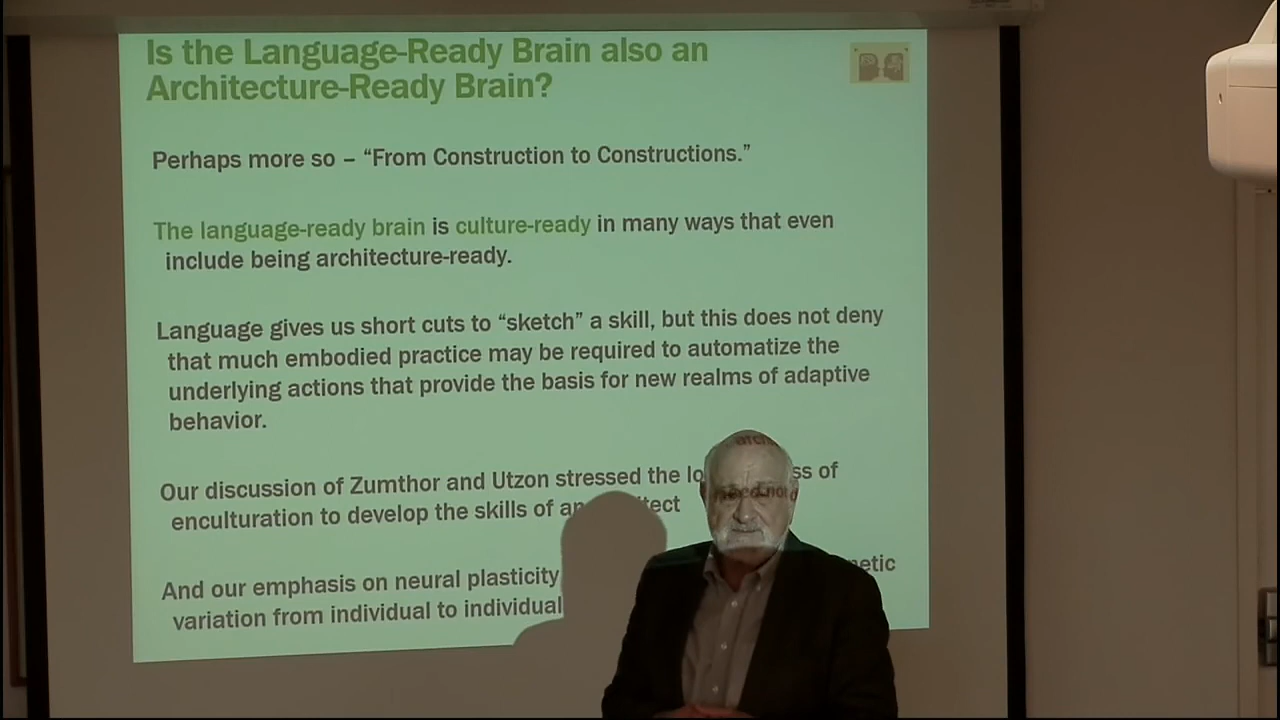 Is the Language-Ready Brain also an
Architecture-Ready Brain?
Perhaps more so – “From Construction to Constructions.”
The language-ready brain is culture-ready in many ways that even
include being architecture-ready.
Language gives us short cuts to “sketch” a skill, but this does not deny
that much embodied practice may be required to automatize the
underlying actions that provide the basis for new realms of adaptive
behavior.
Our discussion of Zumthor and Utzon stressed the of
enculturation to develop the skills of
And our emphasis on neural plasticity
variation from individual to individual